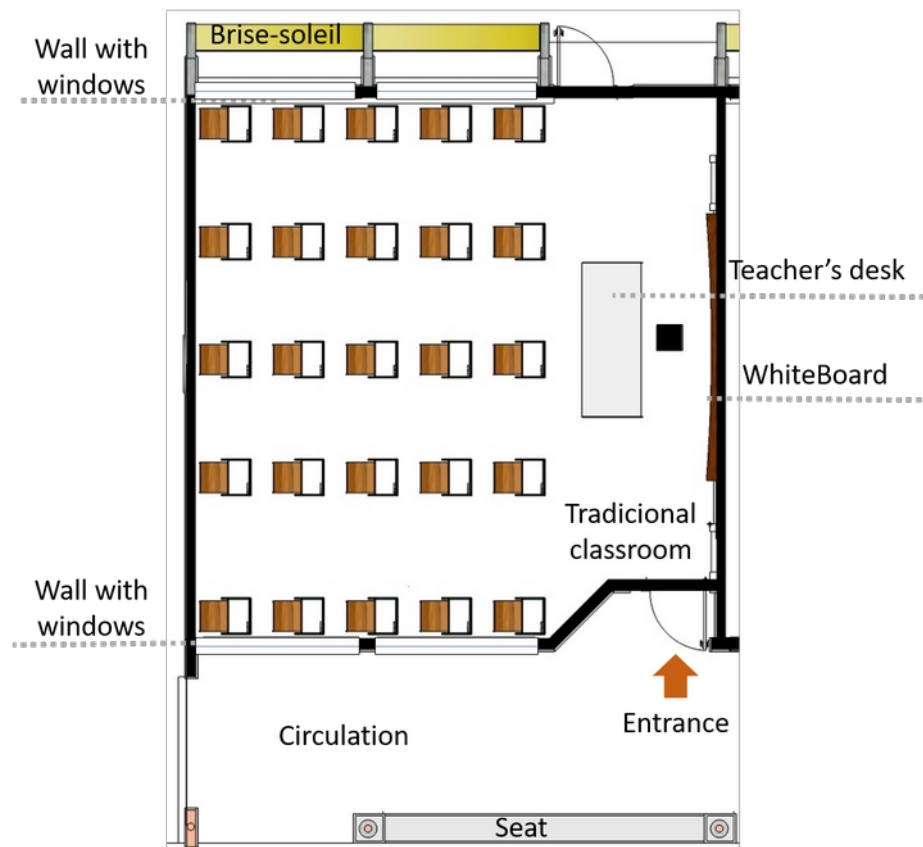 Brise-soleil
Wall with
windows
Teacher’s desk
WhiteBoard
Tradicional
classroom
Wall with
windows
Entrance
Circulation
Seat